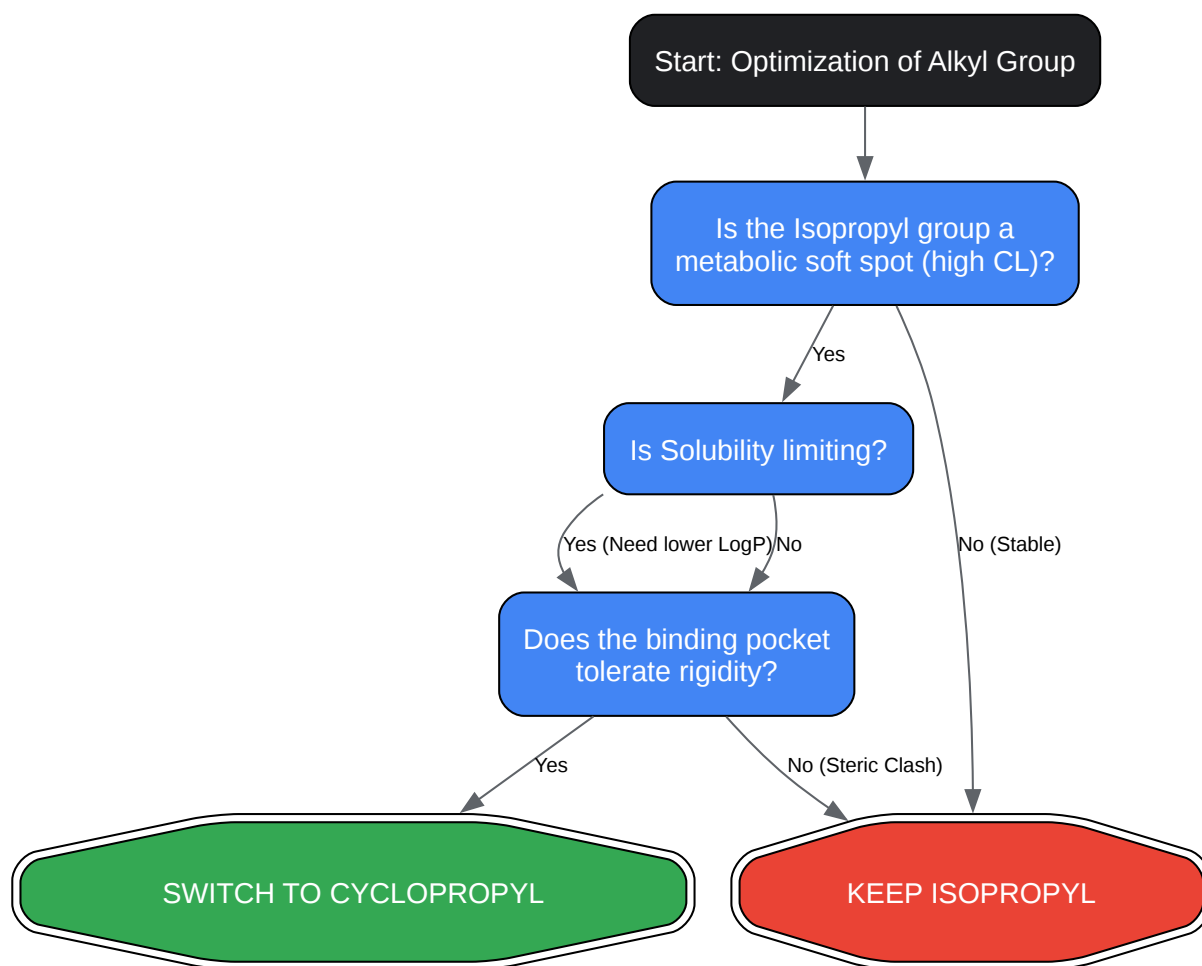 Start: Optimization of Alkyl Group
Is the Isopropyl group a
metabolic soft spot (high CL)?
Yes
Is Solubility limiting?
Yes (Need lower LogP)
No
No (Stable)
Does the binding pocket
tolerate rigidity?
Yes
No (Steric Clash)
SWITCH TO CYCLOPROPYL
KEEP ISOPROPYL